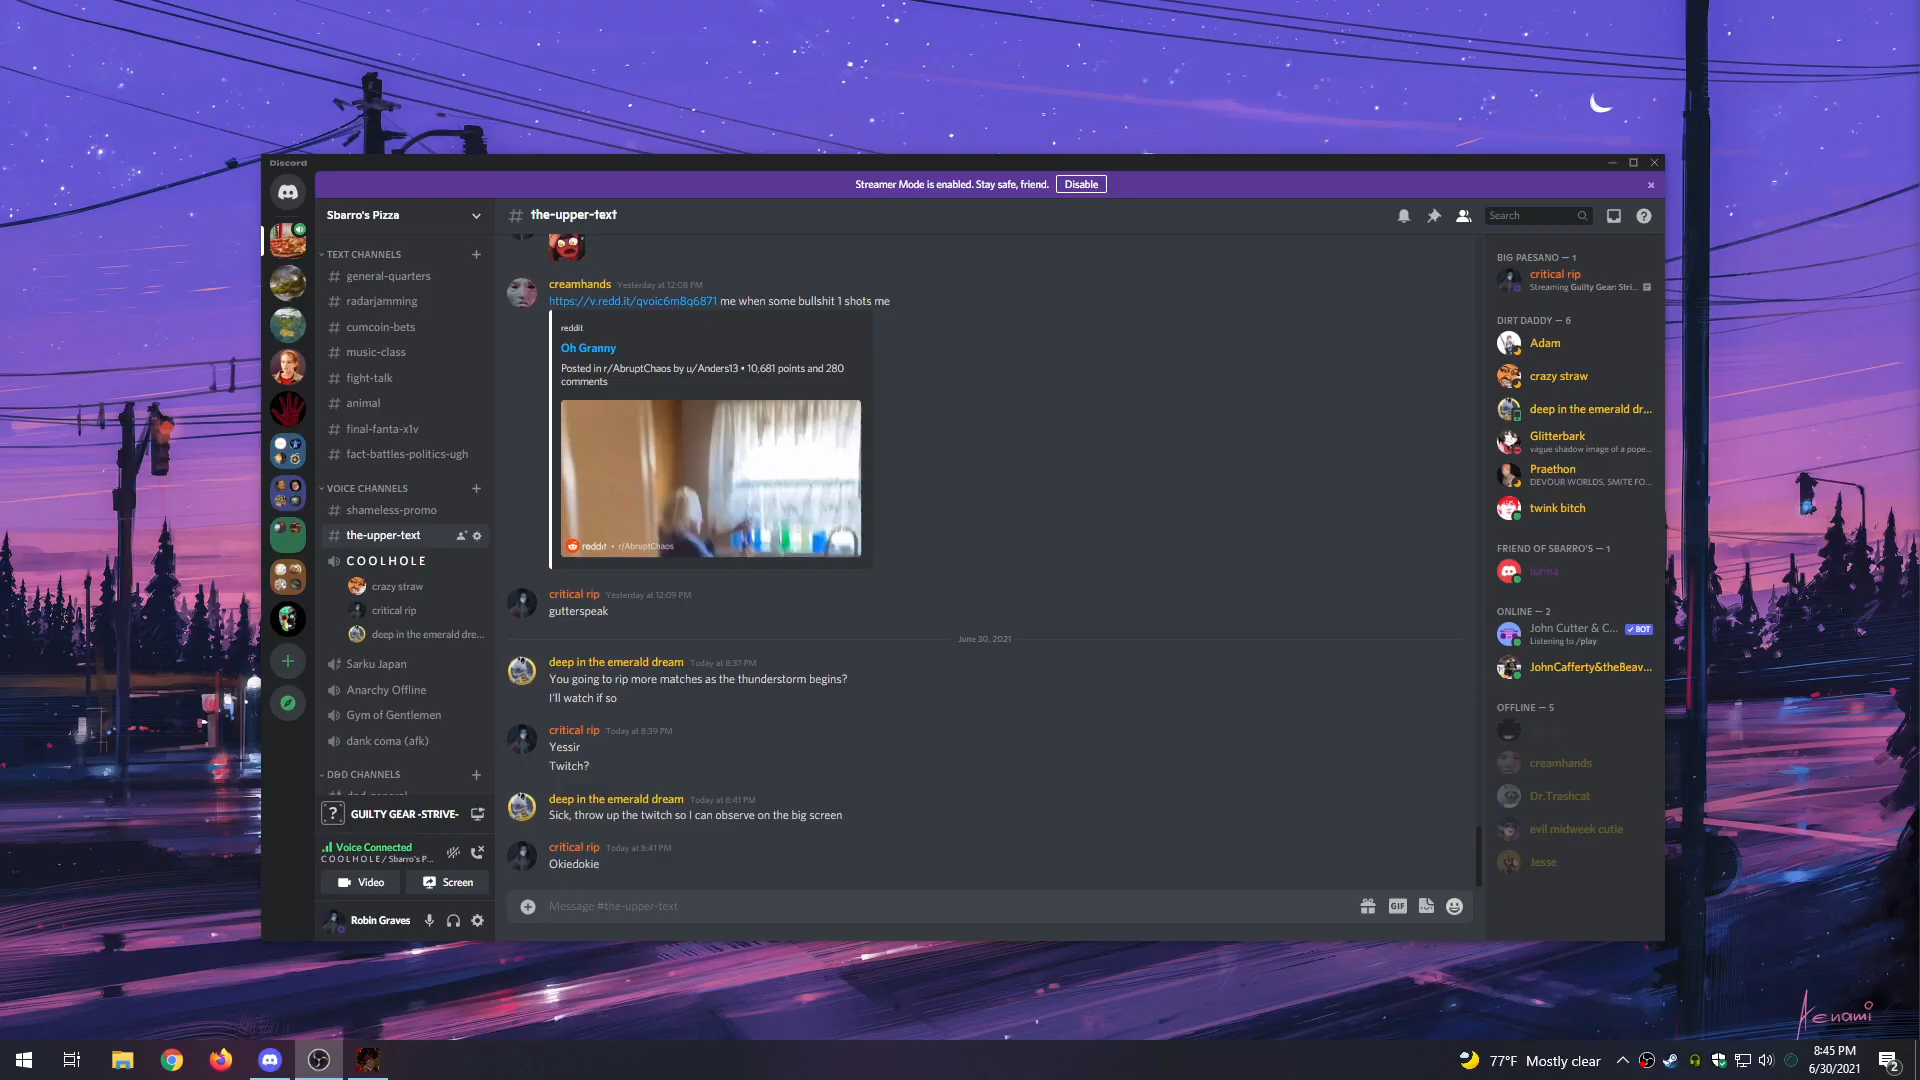 Discord
Streamer Mode is enabled. Stay safe, friend.
Disable
Sbarro's Pizza
TEXT CHANNELS
general-quarters
radarjamming
cumcoin-bets
music-class
fight-talk
animal
final-fanta-x1v
fact-battles-politics-ugh
VOICE CHANNELS
shameless-promo
the-upper-text
COOLHOLE
crazy straw
critical rip
deep in the emerald dre...
Sarku Japan
Anarchy Offline
Gym of Gentlemen
dank coma (afk)
D&D CHANNELS
dnd-general
GUILTY GEAR -STRIVE-
Voice Connected
COOLHOLE / Sbarro's P...
Video
Screen
Robin Graves
# the-upper-text
Search
creamhands Yesterday at 12:08 PM
https://v.redd.it/qvoic6m8q6871 me when some bullshit 1 shots me
reddit
Oh Granny
Posted in r/AbruptChaos by u/Anders13 • 10,681 points and 280
comments
reddit • r/AbruptChaos
critical rip Yesterday at 12:09 PM
gutterspeak
June 30, 2021
deep in the emerald dream Today at 8:37 PM
You going to rip more matches as the thunderstorm begins?
I'll watch if so
critical rip Today at 8:39 PM
Yessir
Twitch?
deep in the emerald dream Today at 8:41 PM
Sick, throw up the twitch so I can observe on the big screen
critical rip Today at 8:41 PM
Okiedokie
Message #the-upper-text
GIF
BIG PAESANO — 1
critical rip
Streaming Guilty Gear: Stri...
DIRT DADDY — 6
Adam
crazy straw
deep in the emerald dr...
Glitterbark
vague shadow image of a pope...
Praethon
DEVOUR WORLDS, SMITE FO...
twink bitch
FRIEND OF SBARRO'S — 1
iurina
ONLINE — 2
John Cutter & C... BOT
Listening to /play
JohnCafferty&theBeav...
OFFLINE — 5
creamhands
Dr.Trashcat
evil midweek cutie
Jesse
Aenami
77°F Mostly clear
8:45 PM
6/30/2021
2